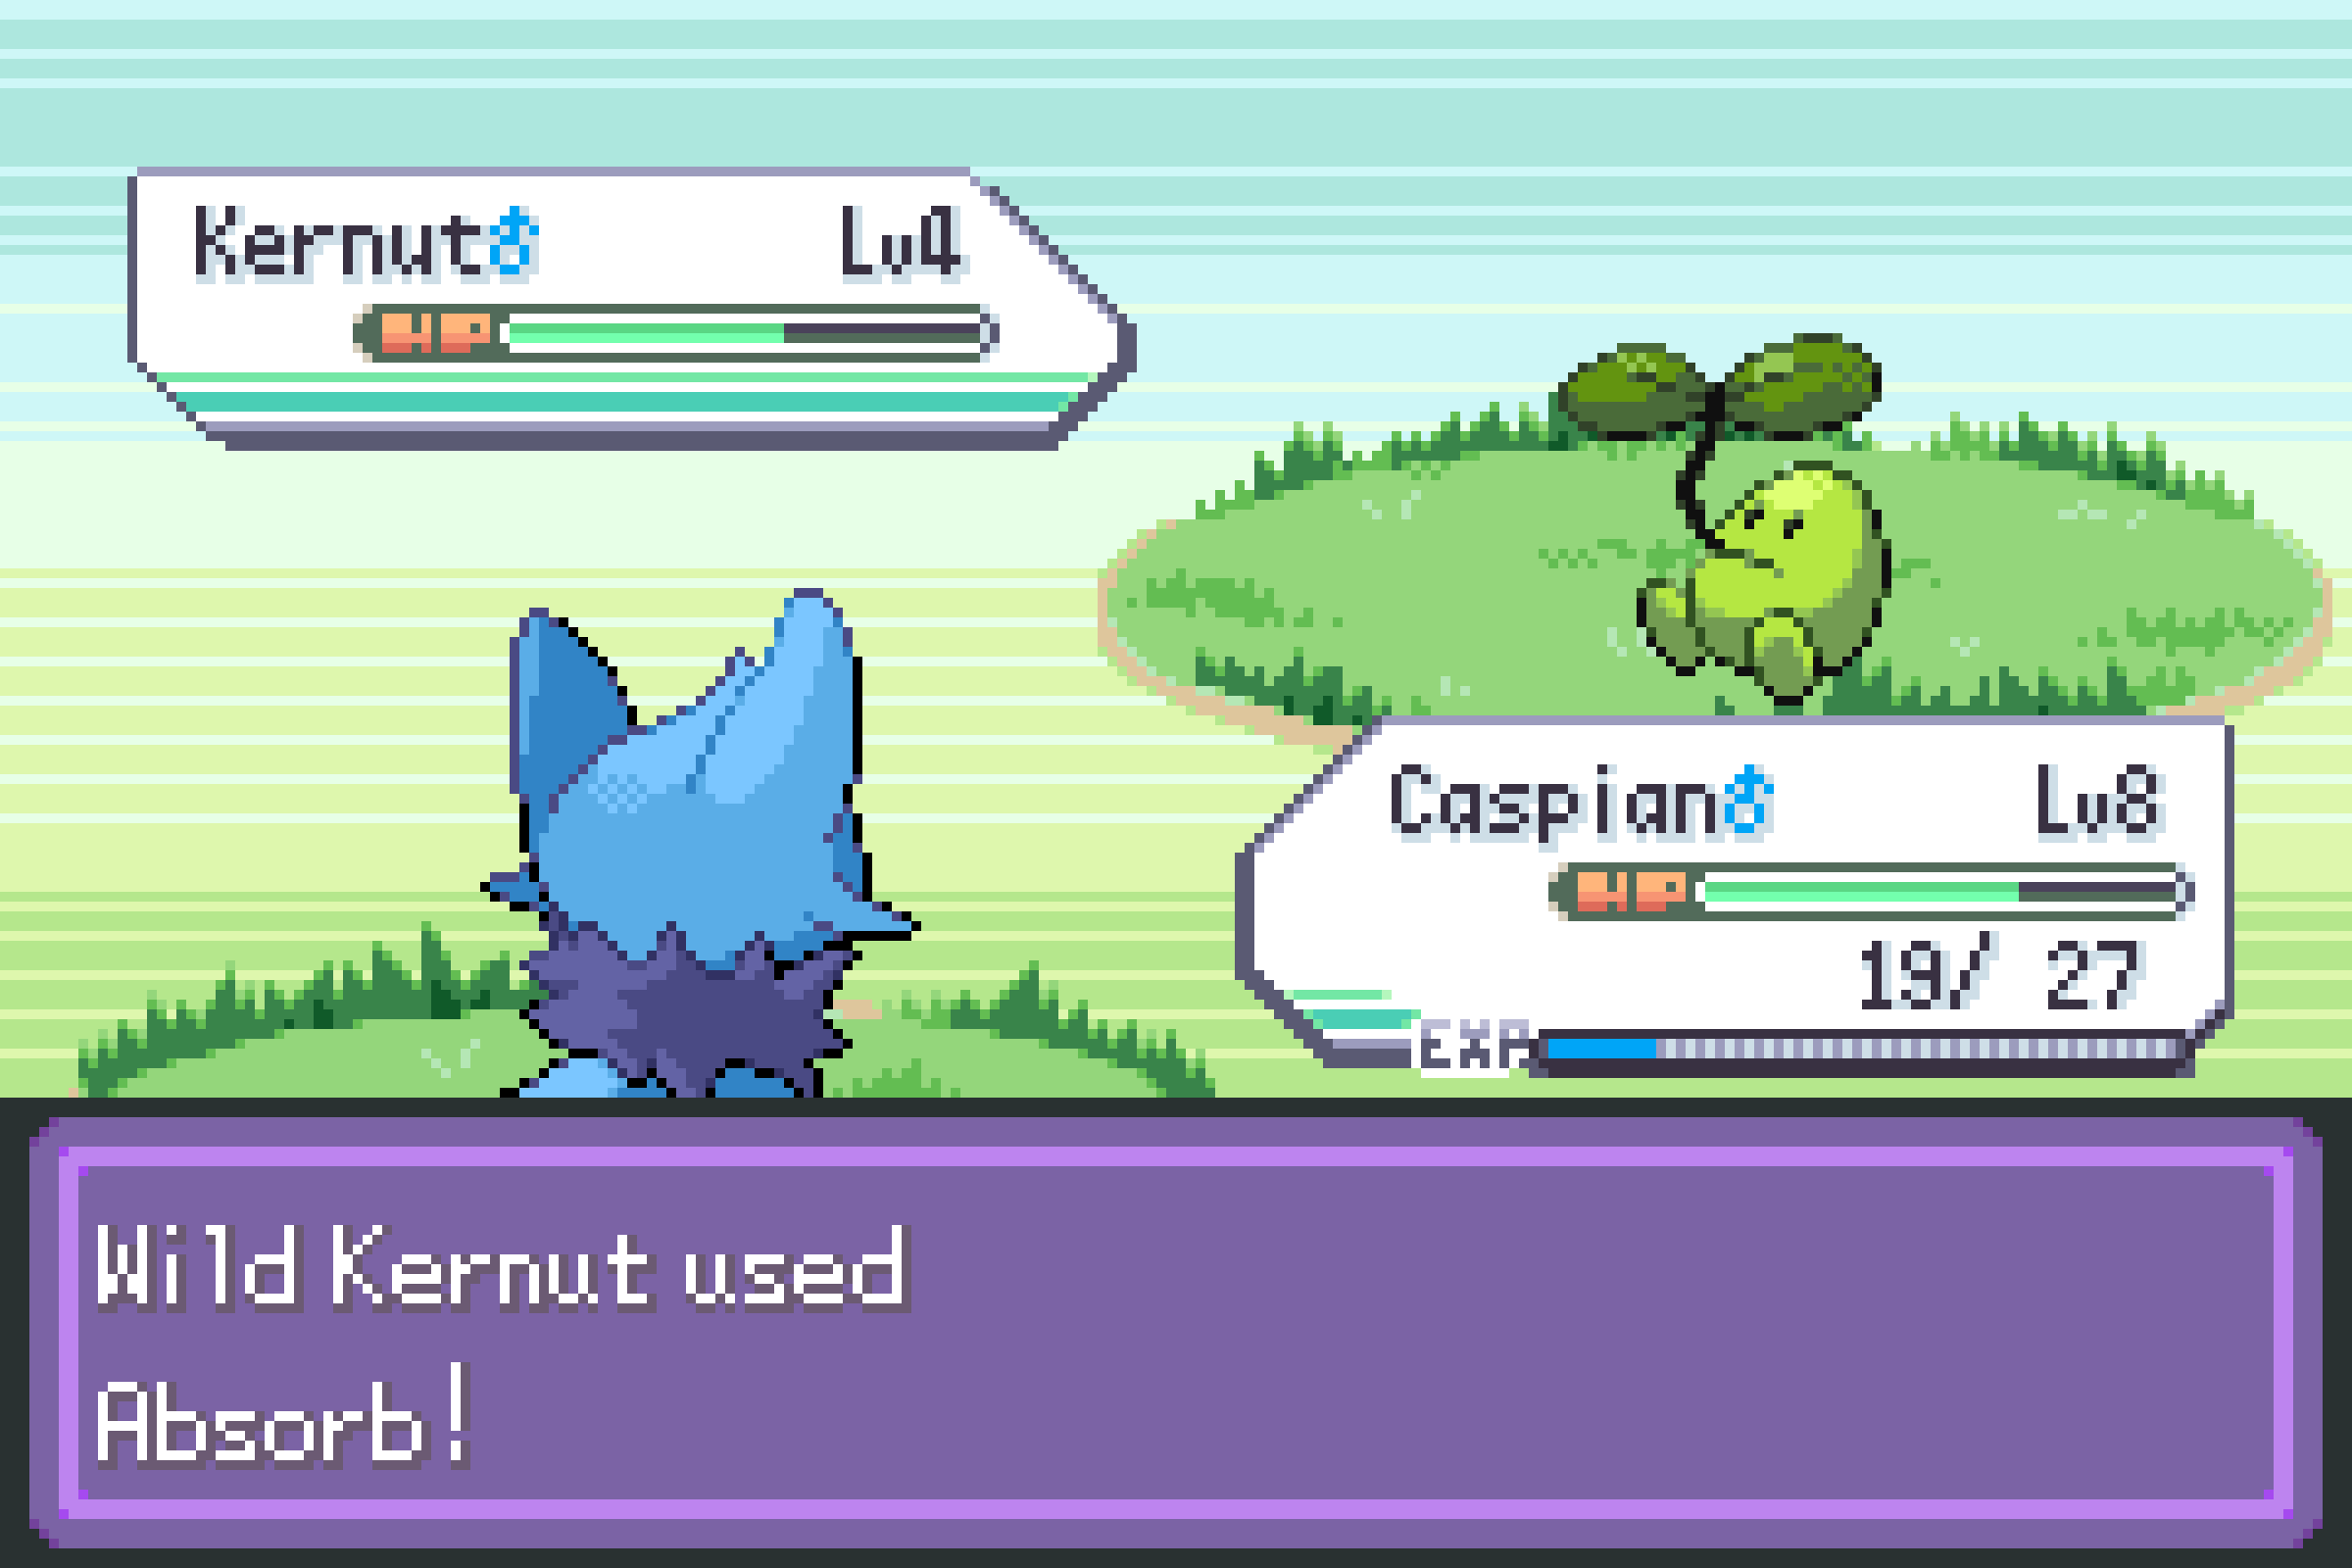 Kernut♂ Lv4
HP
Caspian♂ Lv8
HP
19/ 27
EXP
Wild Kernut used
Absorb!